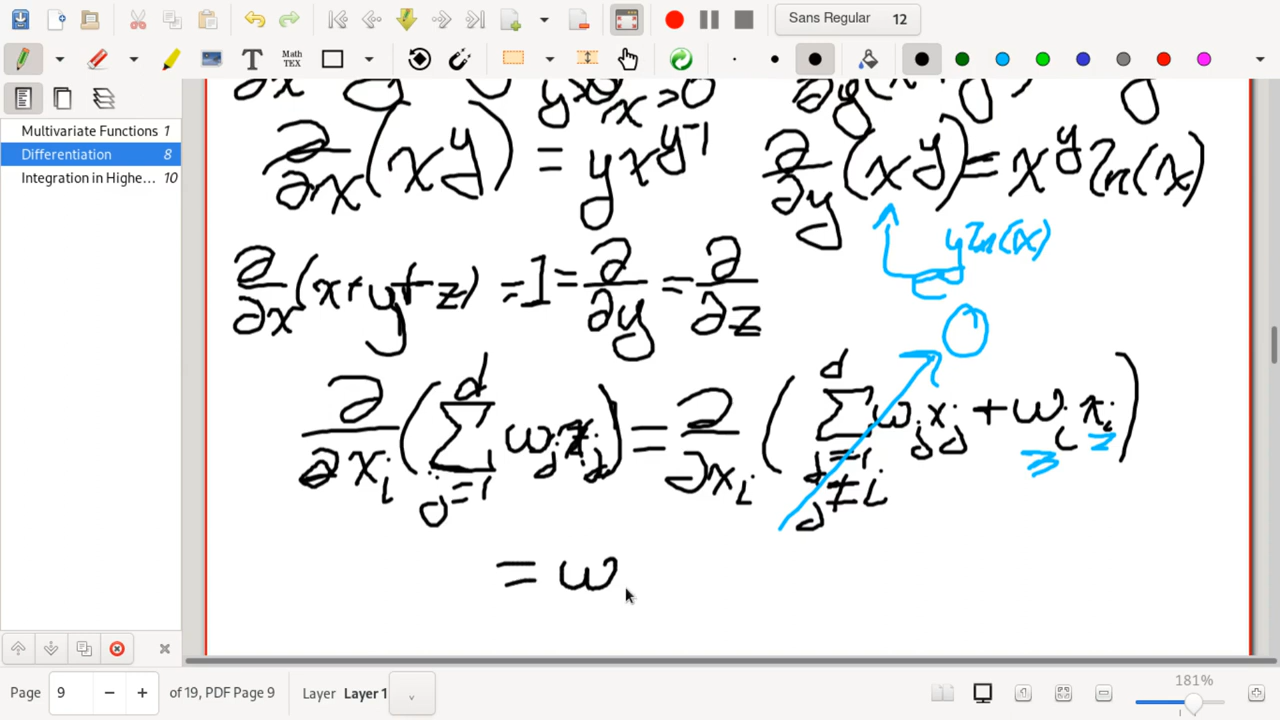 Sans Regular 12
Math
TEX
Multivariate Functions 1
Differentiation 8
Integration in Highe... 10
∂/∂x (x^y) = yx^(y-1)
∂/∂y (x^y) = x^y ln(x)
y ln(x)
e
∂/∂x (x+y+z) = 1 = ∂/∂y = ∂/∂z
0
∂/∂x_i (∑_{j=1}^d w_j x_j) = ∂/∂x_i (∑_{j=1 j≠i}^d w_j x_j + w_i x_i)
= w
Page 9 of 19, PDF Page 9 Layer Layer 1
181%